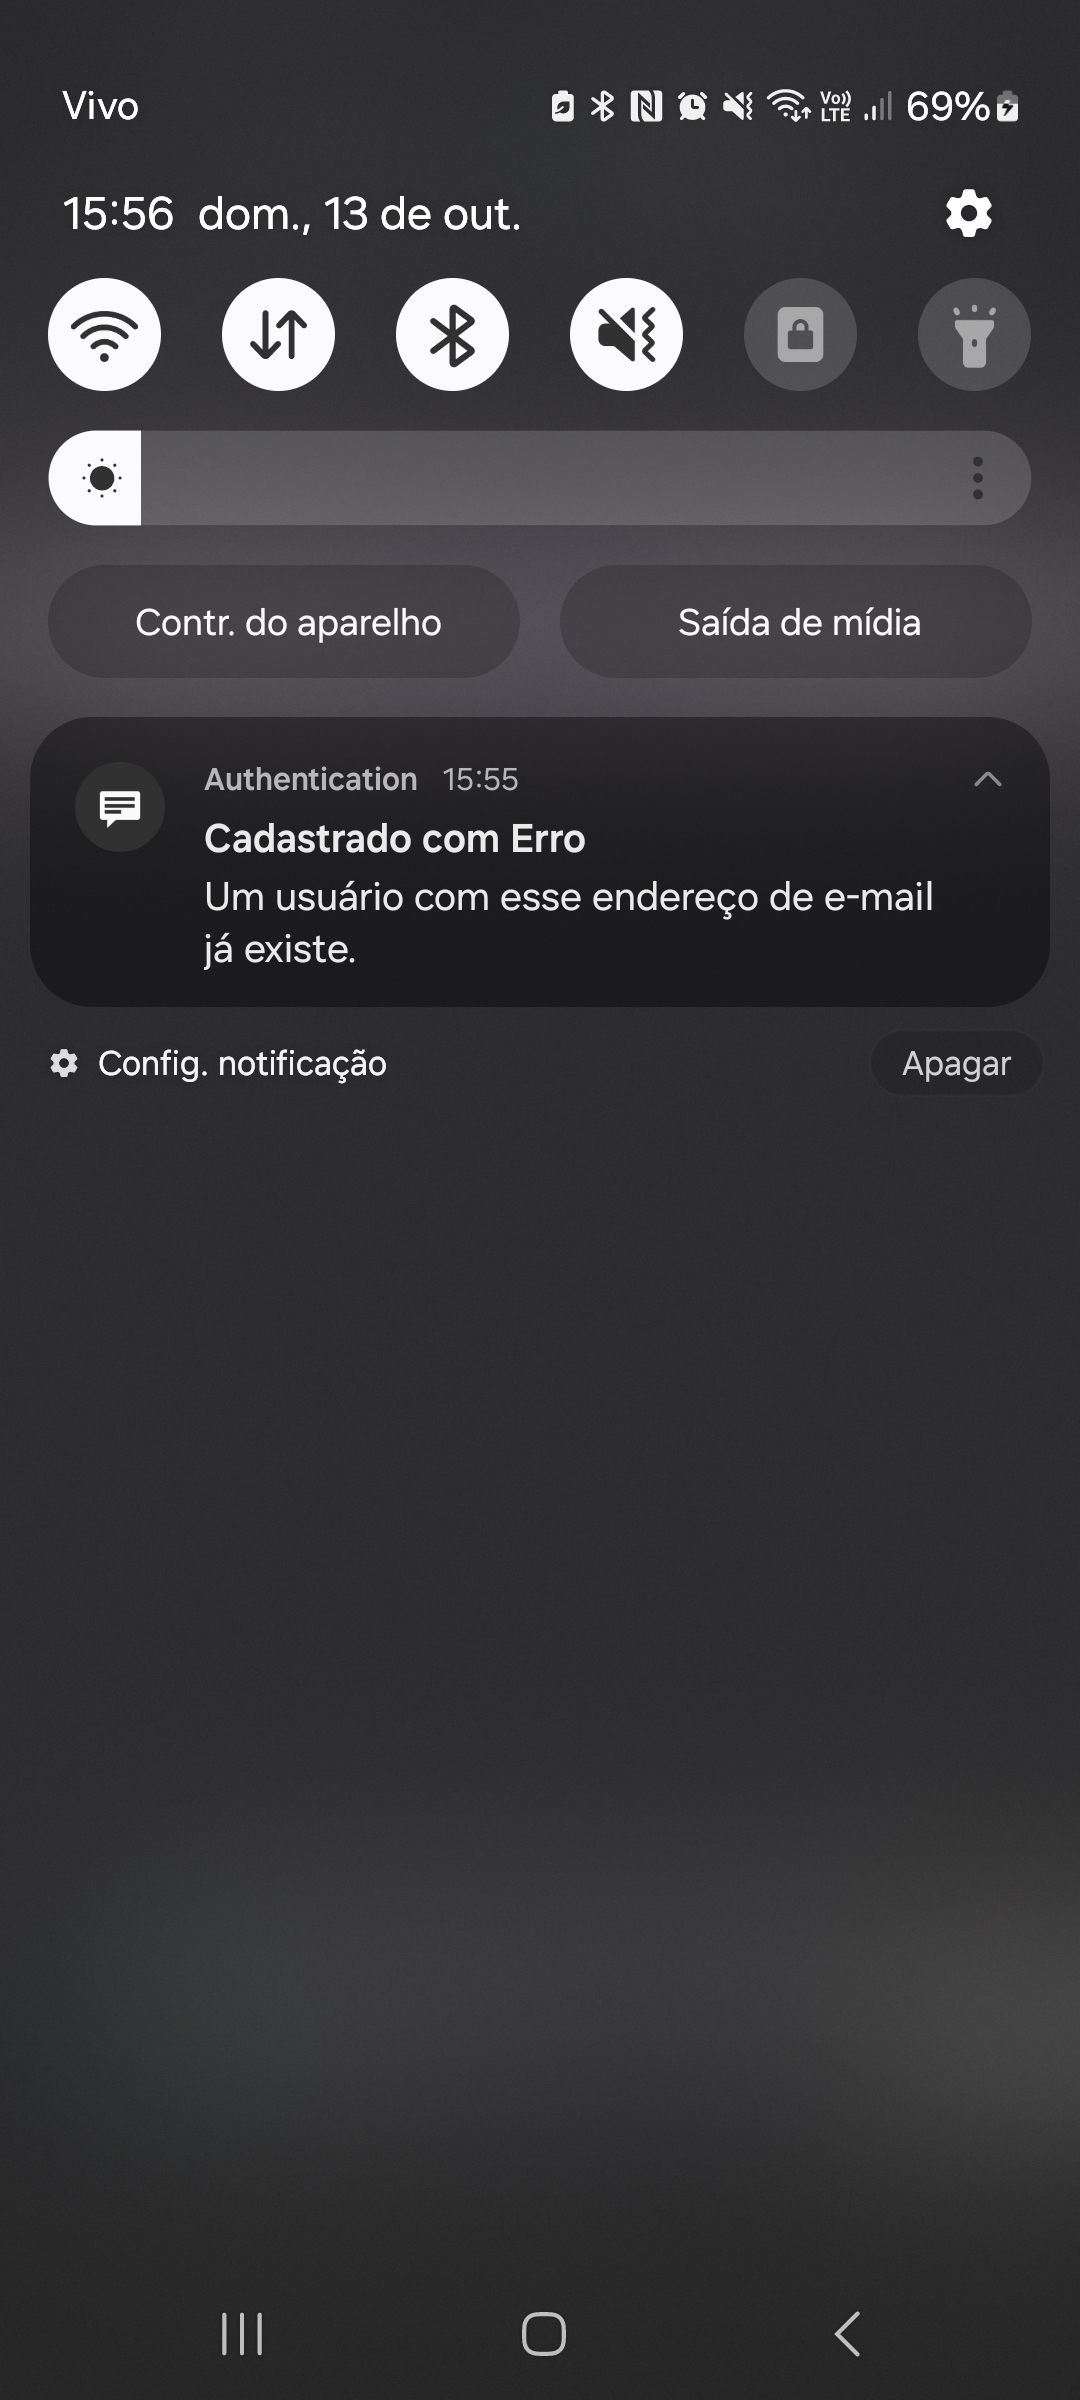 Vivo
Vo))
LTE
69%
15:56 dom., 13 de out.
Contr. do aparelho
Saída de mídia
Authentication 15:55
Cadastrado com Erro
Um usuário com esse endereço de e-mail
já existe.
Config. notificação
Apagar